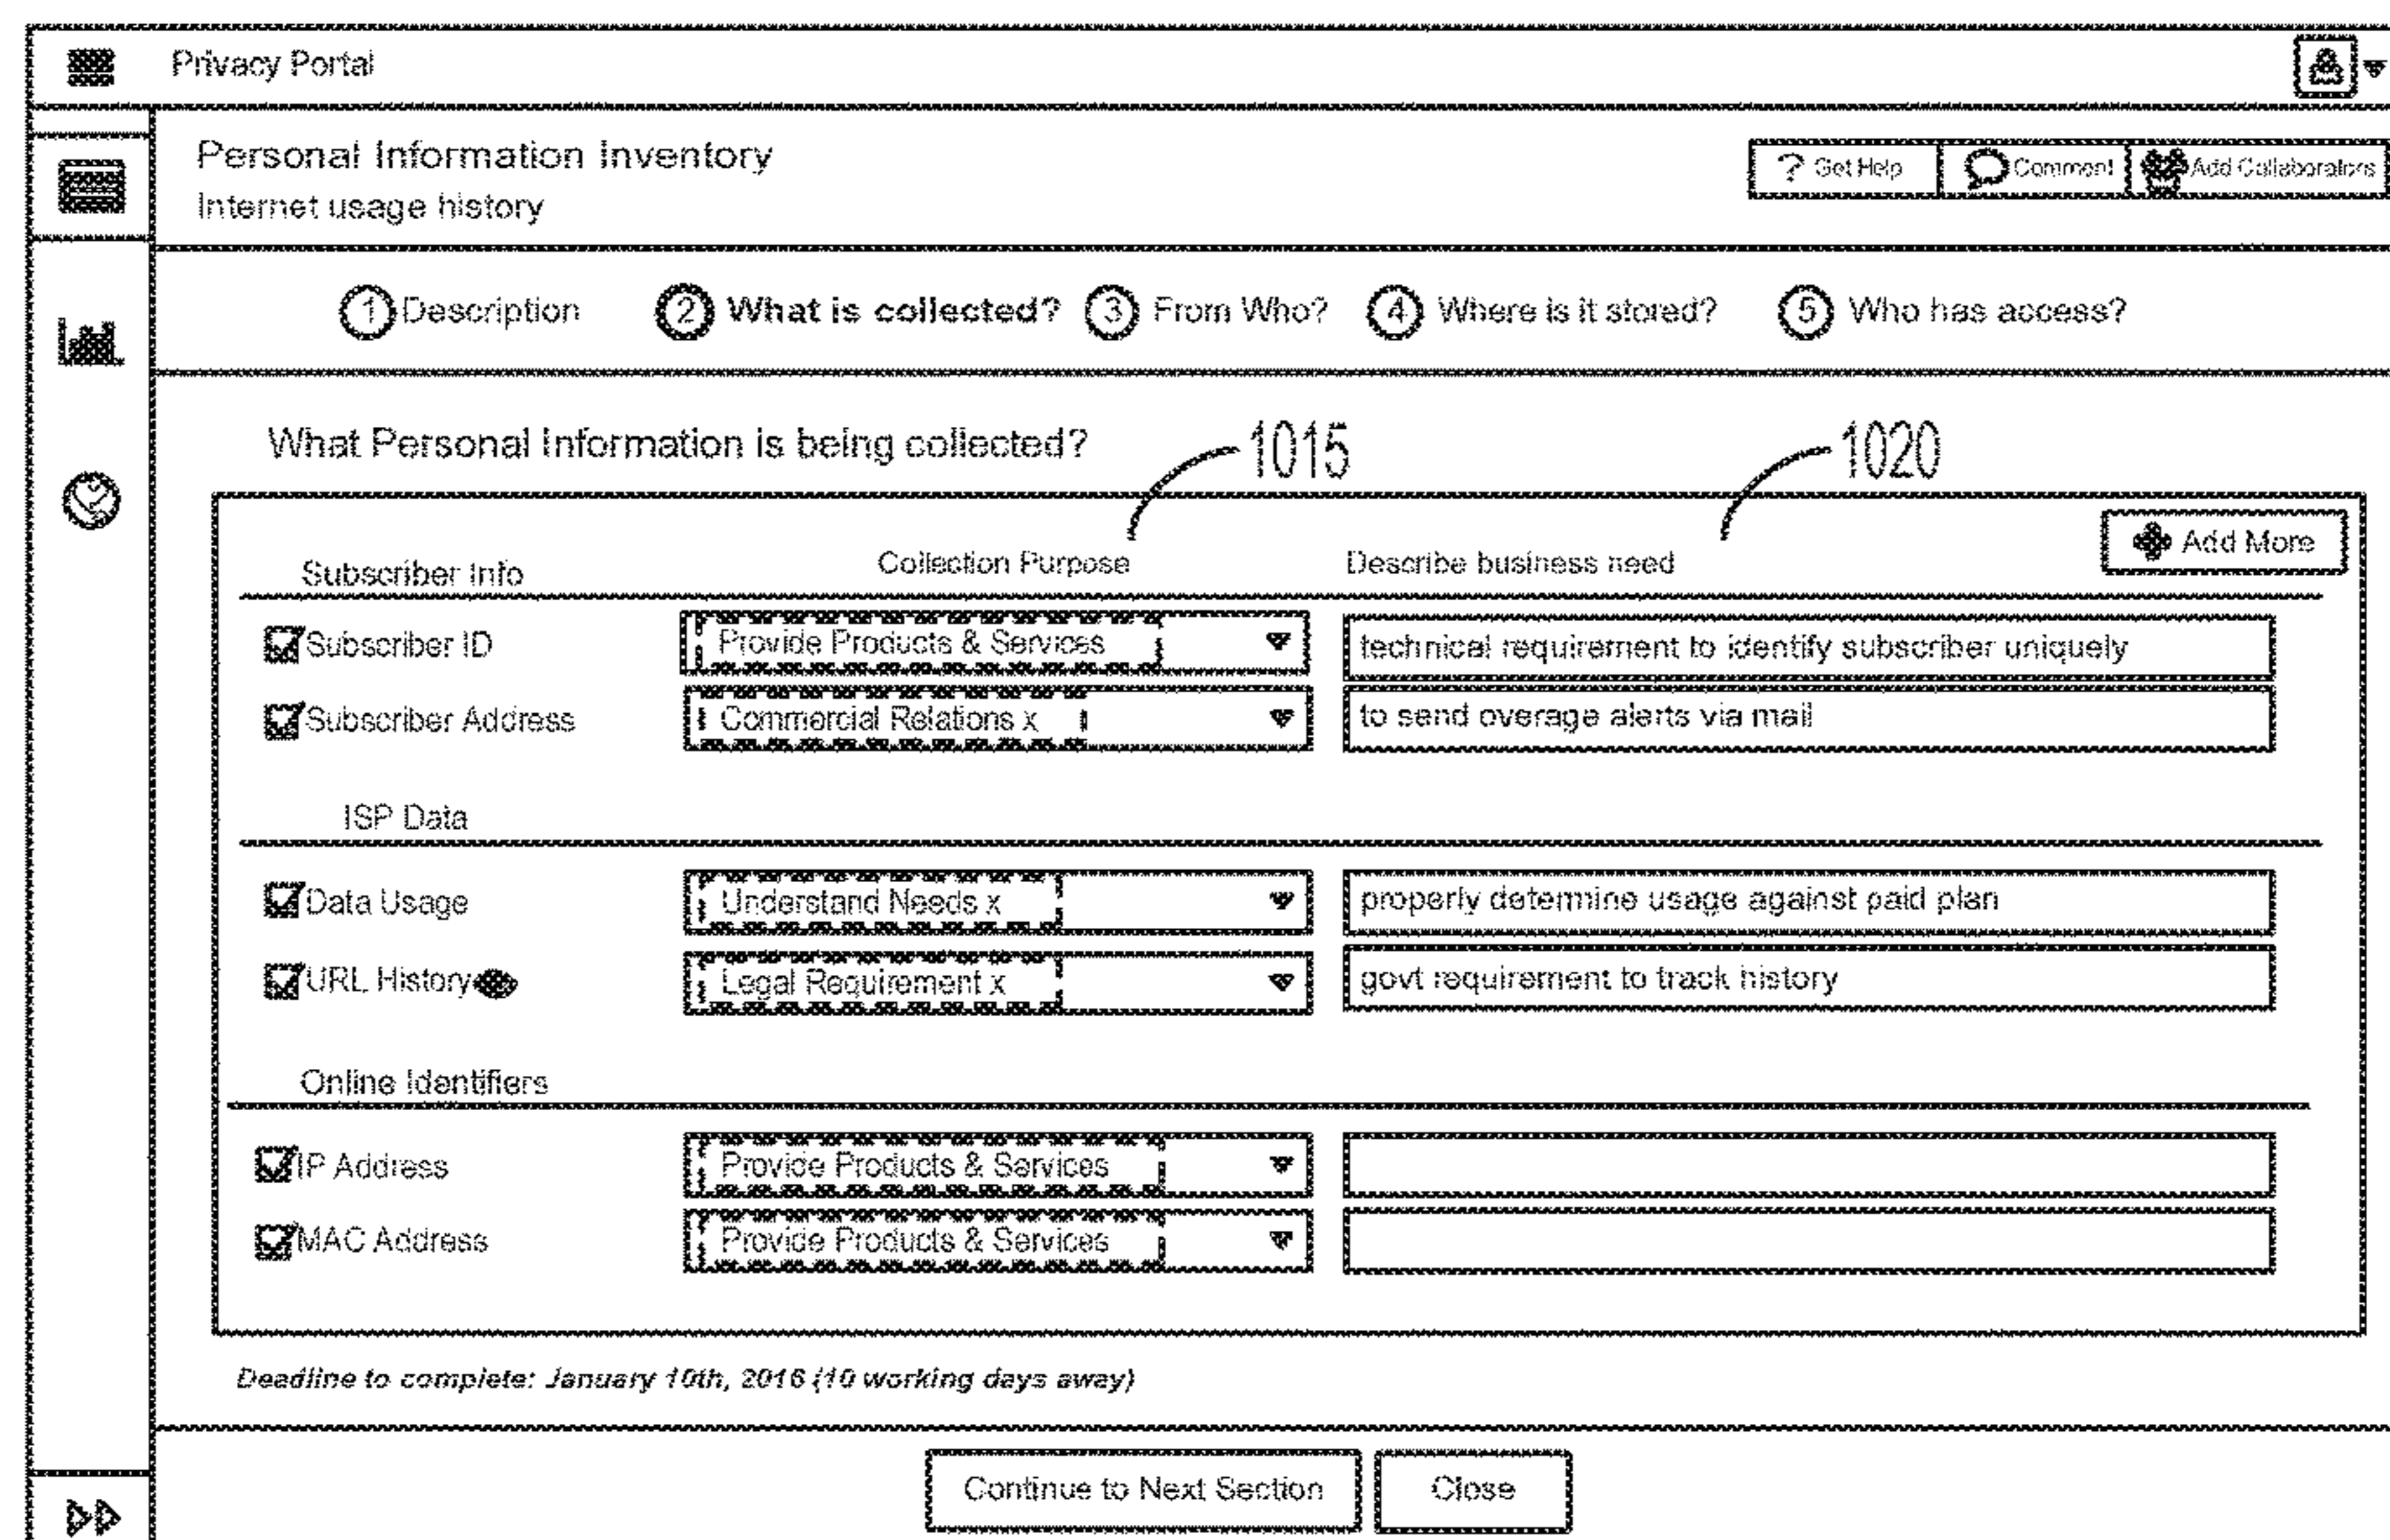 Privacy Portal
Personal Information Inventory
Internet usage history
? Get Help Comment Add Collaborators
1 Description 2 What is collected? 3 From Who? 4 Where is it stored? 5 Who has access?
What Personal Information is being collected? 1015 1020
Subscriber Info Collection Purpose Describe business need Add More
Subscriber ID Provide Products & Services technical requirement to identify subscriber uniquely
Subscriber Address Commercial Relations x to send overage alerts via mail
ISP Data
Data Usage Understand Needs x properly determine usage against paid plan
URL History Legal Requirement x govt requirement to track history
Online Identifiers
IP Address Provide Products & Services
MAC Address Provide Products & Services
Deadline to complete: January 10th, 2016 (10 working days away)
Continue to Next Section Close